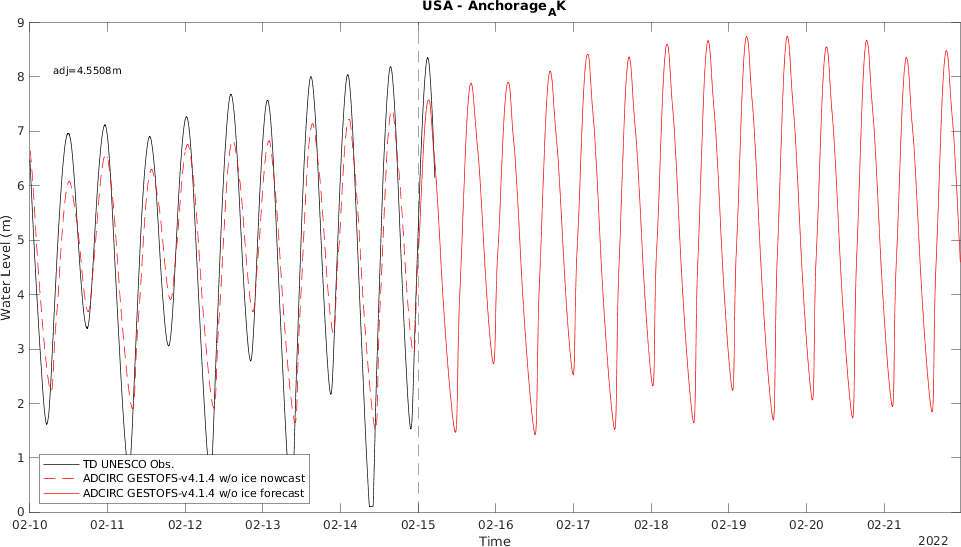 USA - Anchorage_AK
9
8
7
6
5
4
3
2
1
0
adj=4.5508m
Water Level (m)
TD UNESCO Obs.
ADCIRC GESTOFS-v4.1.4 w/o ice nowcast
ADCIRC GESTOFS-v4.1.4 w/o ice forecast
02-10 02-11 02-12 02-13 02-14 02-15 02-16 02-17 02-18 02-19 02-20 02-21
Time
2022